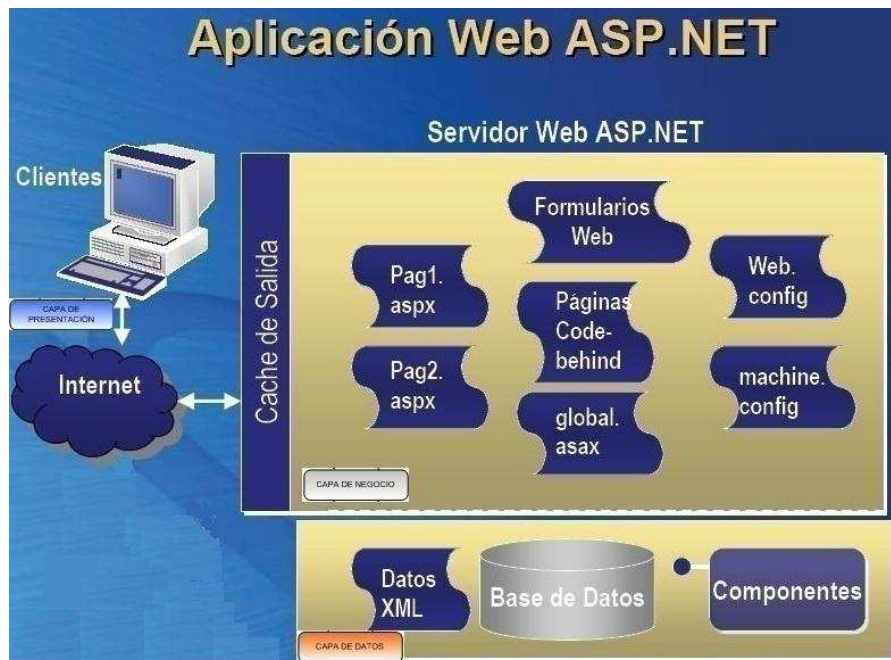 Aplicación Web ASP.NET
Servidor Web ASP.NET
Clientes
CAPA DE
PRESENTACIÓN
Internet
Cache de Salida
Formularios
Web
Pag1.
aspx
Páginas
Code-
behind
Web.
config
Pag2.
aspx
global.
asax
machine.
config
CAPA DE NEGOCIO
Datos
XML
Base de Datos
Componentes
CAPA DE DATOS